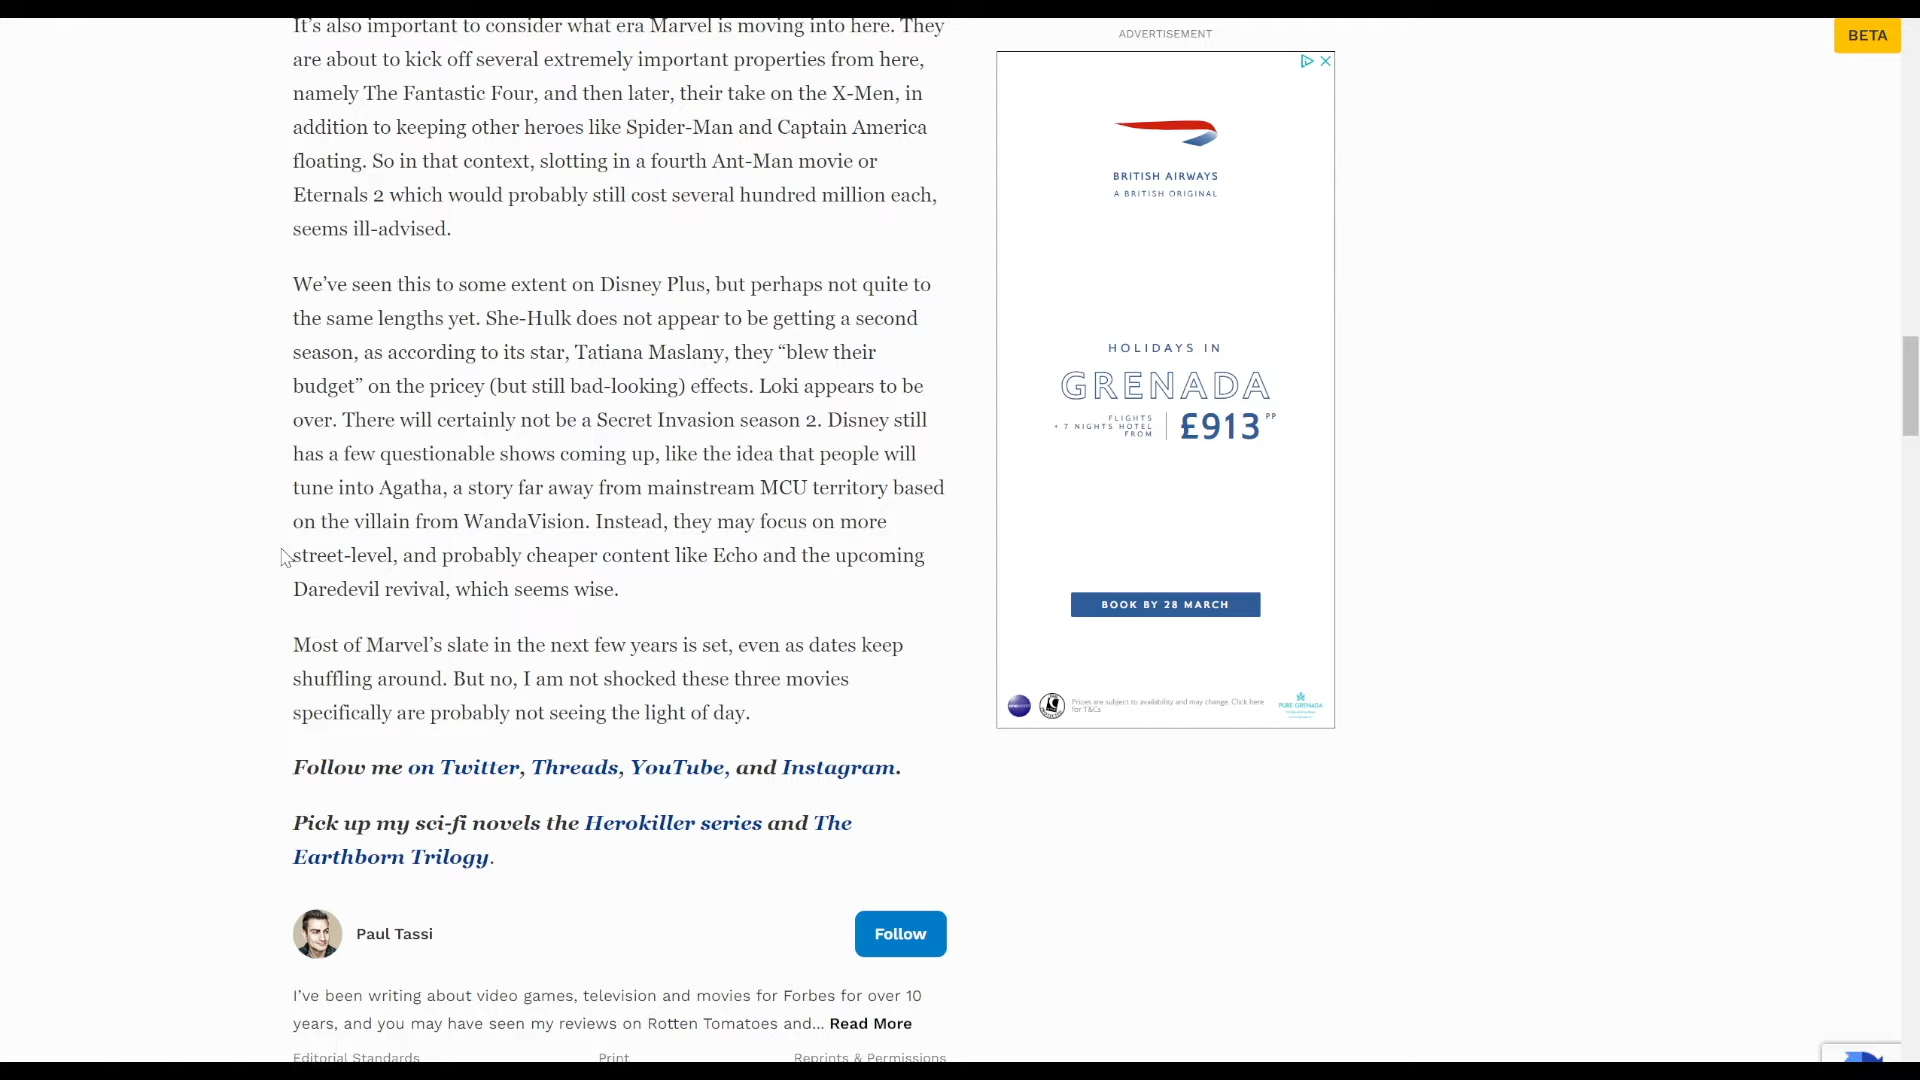 It's also important to consider what era Marvel is moving into here. They
are about to kick off several extremely important properties from here,
namely The Fantastic Four, and then later, their take on the X-Men, in
addition to keeping other heroes like Spider-Man and Captain America
floating. So in that context, slotting in a fourth Ant-Man movie or
Eternals 2 which would probably still cost several hundred million each,
seems ill-advised.
We've seen this to some extent on Disney Plus, but perhaps not quite to
the same lengths yet. She-Hulk does not appear to be getting a second
season, as according to its star, Tatiana Maslany, they “blew their
budget” on the pricey (but still bad-looking) effects. Loki appears to be
over. There will certainly not be a Secret Invasion season 2. Disney still
has a few questionable shows coming up, like the idea that people will
tune into Agatha, a story far away from mainstream MCU territory based
on the villain from WandaVision. Instead, they may focus on more
street-level, and probably cheaper content like Echo and the upcoming
Daredevil revival, which seems wise.
Most of Marvel's slate in the next few years is set, even as dates keep
shuffling around. But no, I am not shocked these three movies
specifically are probably not seeing the light of day.
Follow me on Twitter, Threads, YouTube, and Instagram.
Pick up my sci-fi novels the Herokiller series and The
Earthborn Trilogy.
Paul Tassi
Follow
I've been writing about video games, television and movies for Forbes for over 10
years, and you may have seen my reviews on Rotten Tomatoes and... Read More
Editorial Standards
Print
Reprints & Permissions
ADVERTISEMENT
BRITISH AIRWAYS
A BRITISH ORIGINAL
HOLIDAYS IN
GRENADA
FLIGHTS
+ 7 NIGHTS HOTEL
FROM
£913 PP
BOOK BY 28 MARCH
Prices are subject to availability and may change. Click here
for T&Cs
PURE GRENADA
BETA